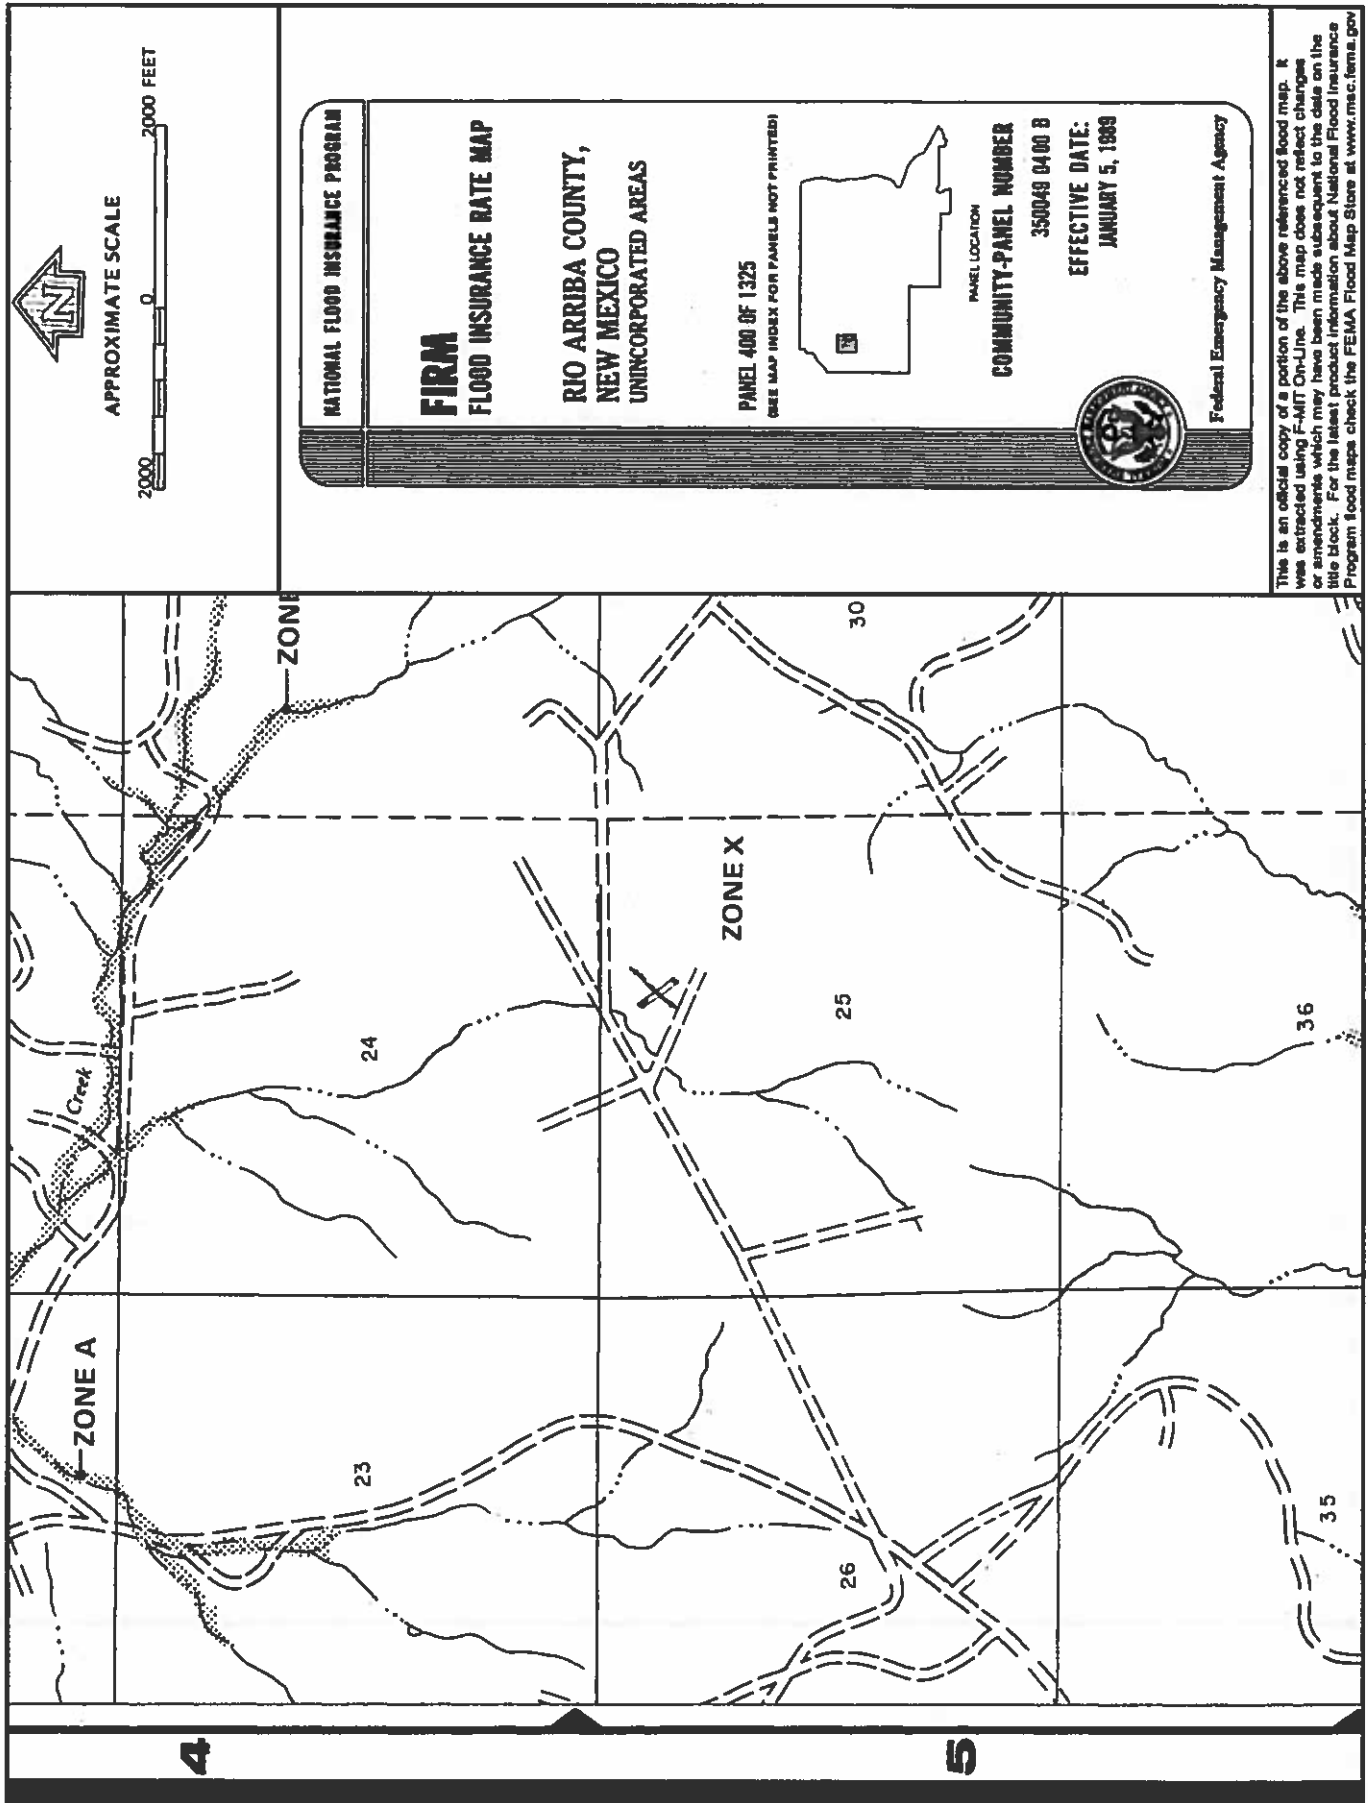 APPROXIMATE SCALE
2000 0 2000 FEET
N
NATIONAL FLOOD INSURANCE PROGRAM
FIRM
FLOOD INSURANCE RATE MAP
RIO ARRIBA COUNTY,
NEW MEXICO
UNINCORPORATED AREAS
PANEL 400 OF 1325
(SEE MAP INDEX FOR PANELS NOT PRINTED)
PANEL LOCATION
COMMUNITY-PANEL NUMBER
350049 0400 B
EFFECTIVE DATE:
JANUARY 5, 1989
Federal Emergency Management Agency
This is an official copy of a portion of the above referenced flood map. It
was extracted using F-MIT On-Line. This map does not reflect changes
or amendments which may have been made subsequent to the date on the
title block. For the latest product information about National Flood Insurance
Program flood maps check the FEMA Flood Map Store at www.msc.fema.gov
ZONE
30
ZONE X
Creek
24
25
36
ZONE A
23
26
35
4
5